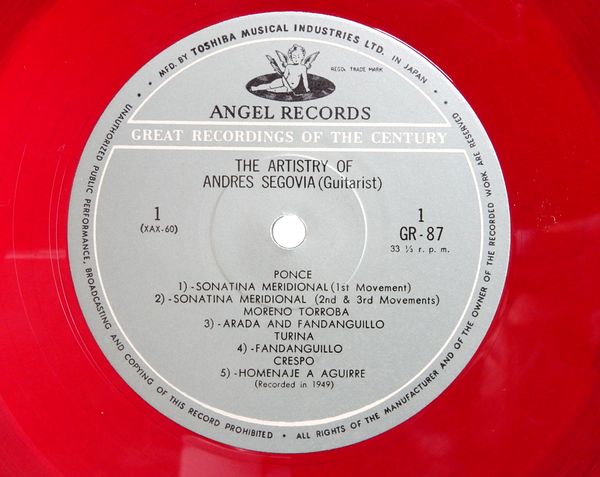 • MFD. BY TOSHIBA MUSICAL INDUSTRIES LTD. IN JAPAN •
REGD. TRADE MARK
ANGEL RECORDS
GREAT RECORDINGS OF THE CENTURY
THE ARTISTRY OF
ANDRES SEGOVIA (Guitarist)
1
(XAX-60)
1
GR-87
33 ⅓ r. p. m.
PONCE
1)-SONATINA MERIDIONAL (1st Movement)
2)-SONATINA MERIDIONAL (2nd & 3rd Movements)
MORENO TORROBA
3)-ARADA AND FANDANGUILLO
TURINA
4)-FANDANGUILLO
CRESPO
5)-HOMENAJE A AGUIRRE
(Recorded in 1949)
UNAUTHORIZED PUBLIC PERFORMANCE, BROADCASTING AND COPYING OF THIS RECORD PROHIBITED • ALL RIGHTS OF THE MANUFACTURER AND OF THE OWNER OF THE RECORDED WORK ARE RESERVED